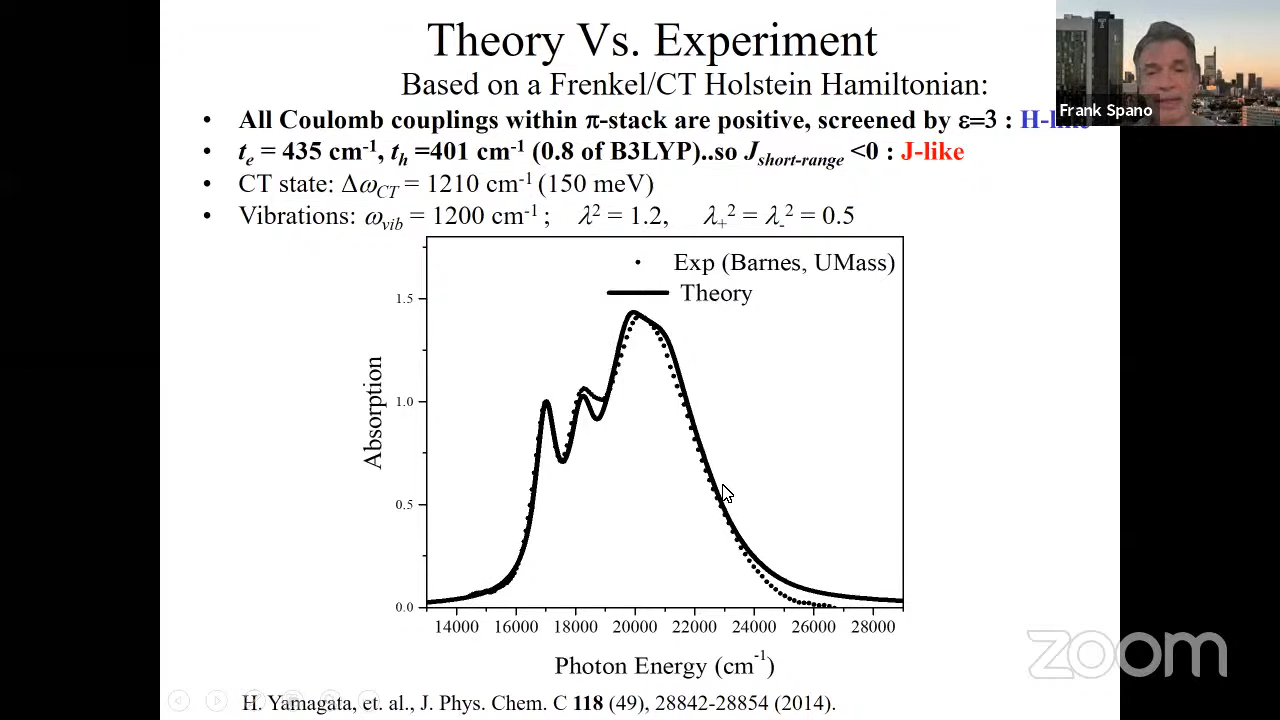 Theory Vs. Experiment
Based on a Frenkel/CT Holstein Hamiltonian:
Frank Spano
• All Coulomb couplings within π-stack are positive, screened by ε=3 : H-like
• tₑ = 435 cm⁻¹, tₕ =401 cm⁻¹ (0.8 of B3LYP)..so J_short-range <0 : J-like
• CT state: Δω_CT = 1210 cm⁻¹ (150 meV)
• Vibrations: ω_vib = 1200 cm⁻¹ ; λ² = 1.2, λ₊² = λ₋² = 0.5
Exp (Barnes, UMass)
Theory
1.5
1.0
0.5
0.0
Absorption
14000 16000 18000 20000 22000 24000 26000 28000
Photon Energy (cm⁻¹)
zoom
H. Yamagata, et. al., J. Phys. Chem. C 118 (49), 28842-28854 (2014).